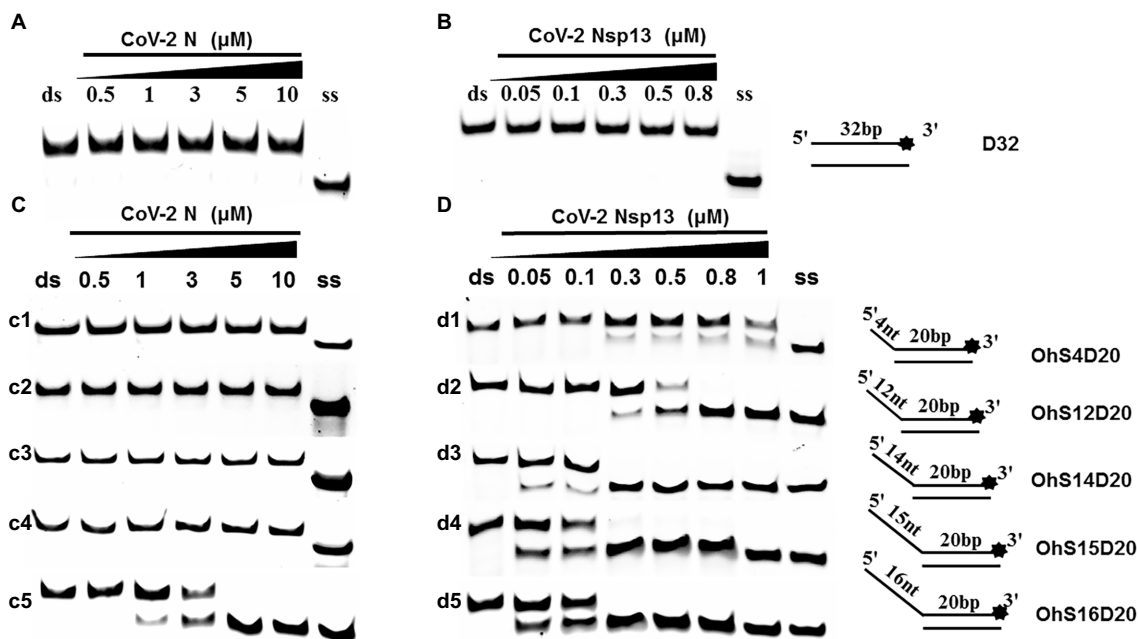 A
CoV-2 N (μM)
ds 0.5 1 3 5 10 ss
B
CoV-2 Nsp13 (μM)
ds 0.05 0.1 0.3 0.5 0.8 ss
5' 32bp 3' D32
C
CoV-2 N (μM)
ds 0.5 1 3 5 10 ss
c1
c2
c3
c4
c5
D
CoV-2 Nsp13 (μM)
ds 0.05 0.1 0.3 0.5 0.8 1 ss
d1
d2
d3
d4
d5
5' 4nt 20bp 3' OhS4D20
5' 12nt 20bp 3' OhS12D20
5' 14nt 20bp 3' OhS14D20
5' 15nt 20bp 3' OhS15D20
5' 16nt 20bp 3' OhS16D20